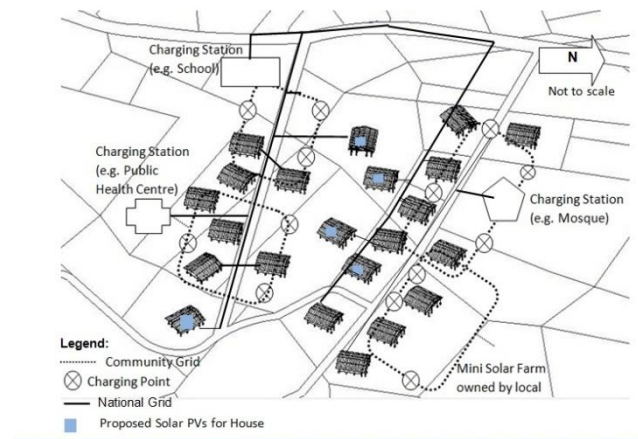 Charging Station
(e.g. School)
N
Not to scale
Charging Station
(e.g. Public
Health Centre)
Charging Station
(e.g. Mosque)
Legend:
Community Grid
Charging Point
National Grid
Proposed Solar PVs for House
Mini Solar Farm
owned by local